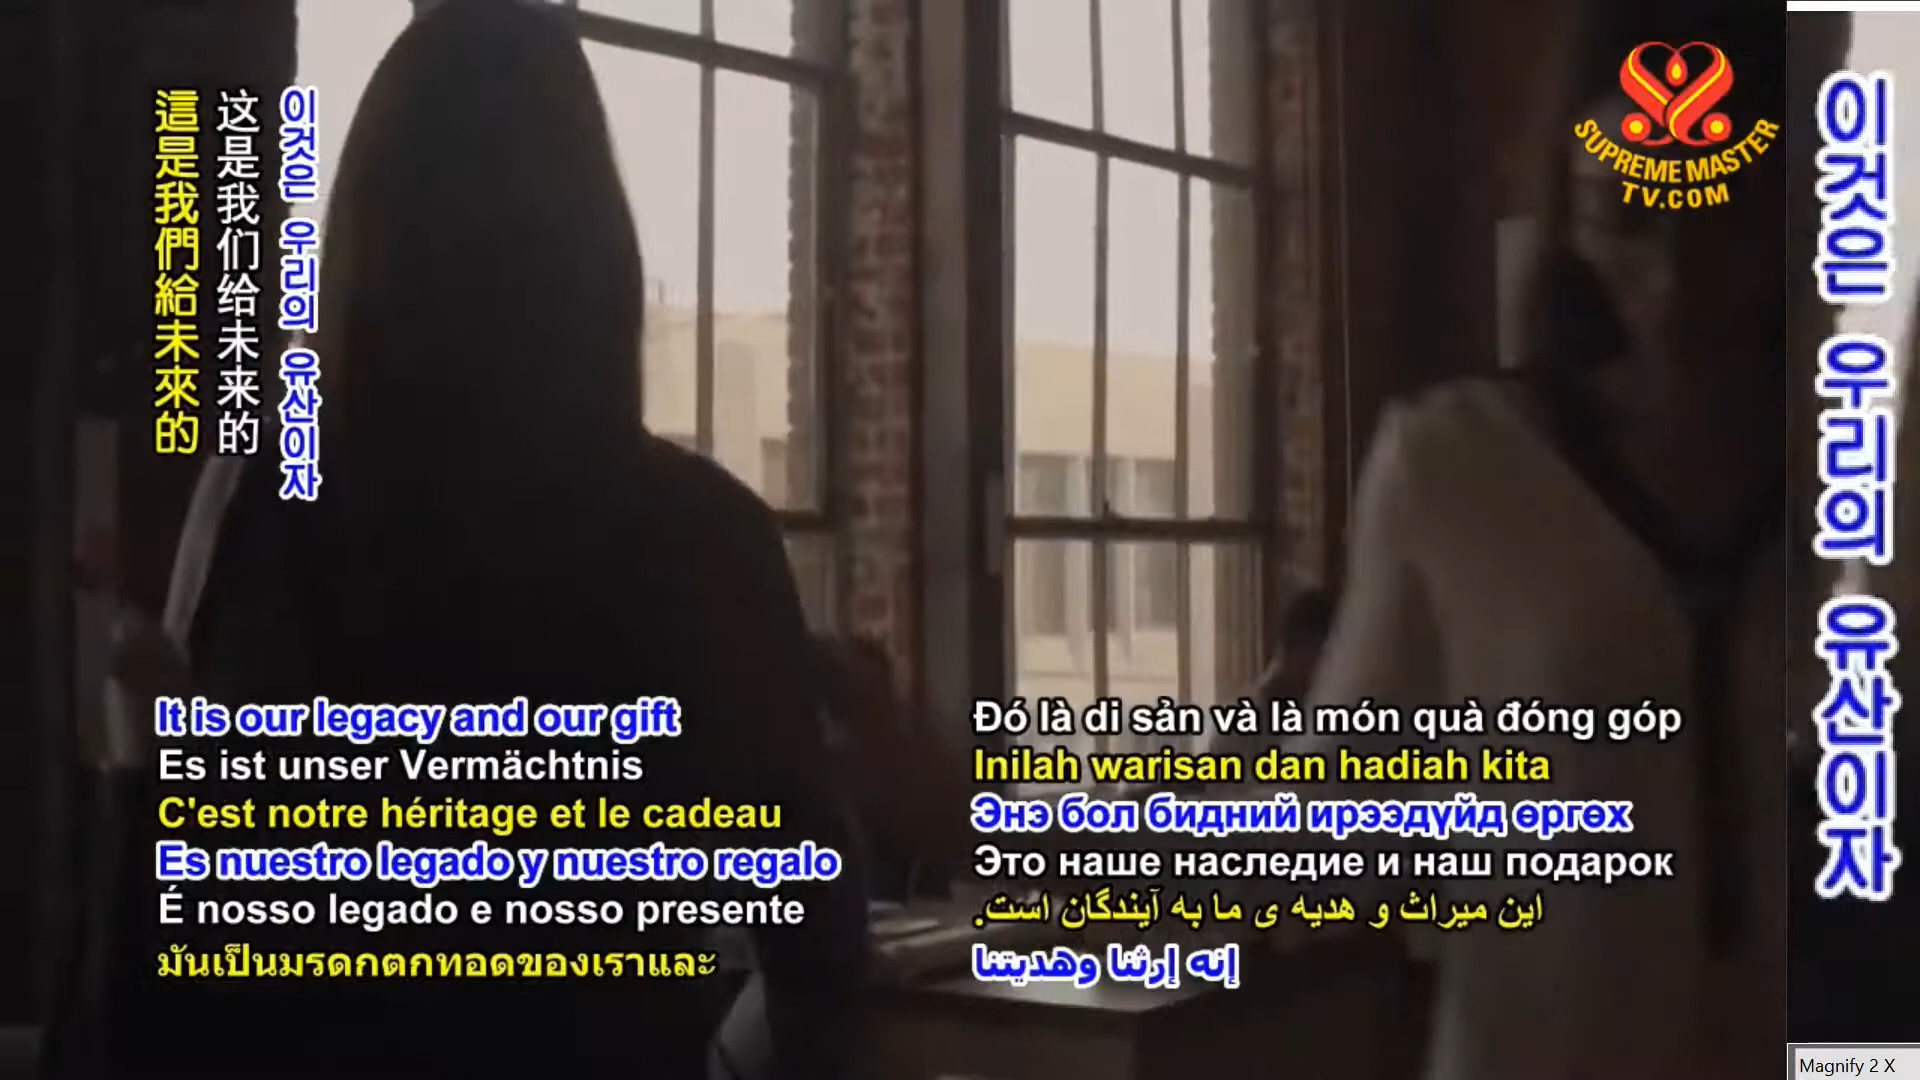 這是我們給未來的
这是我们给未来的
이것은 우리의 유산이자
SUPREME MASTER
TV.COM
이것은 우리의 유산이자
It is our legacy and our gift
Es ist unser Vermächtnis
C'est notre héritage et le cadeau
Es nuestro legado y nuestro regalo
É nosso legado e nosso presente
มันเป็นมรดกตกทอดของเราและ
Đó là di sản và là món quà đóng góp
Inilah warisan dan hadiah kita
Энэ бол бидний ирээдүйд өргөх
Это наше наследие и наш подарок
این میراث و هدیه ی ما به آیندگان است.
إنه إرثنا وهديتنا
Magnify 2 X